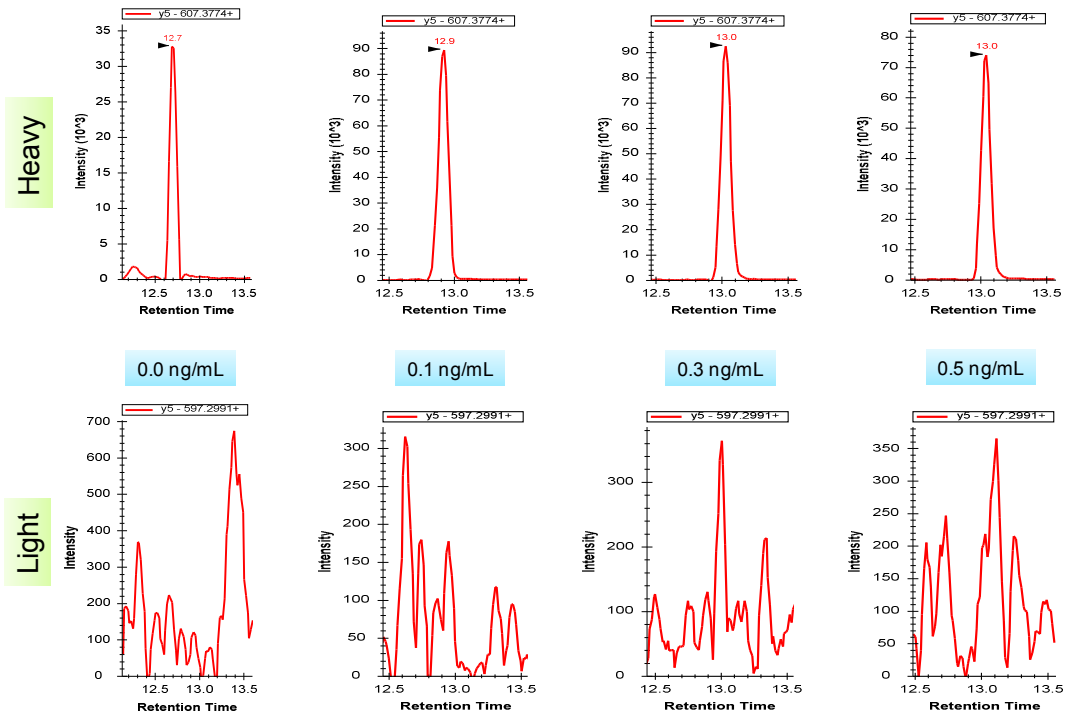 y5 - 607.3774+
y5 - 607.3774+
y5 - 607.3774+
y5 - 607.3774+
Heavy
Intensity (10^3)
35
30
25
20
15
10
5
0
12.7
12.5 13.0 13.5
Retention Time
Intensity (10^3)
90
80
70
60
50
40
30
20
10
0
12.9
12.5 13.0 13.5
Retention Time
Intensity (10^3)
90
80
70
60
50
40
30
20
10
0
13.0
12.5 13.0 13.5
Retention Time
Intensity (10^3)
80
70
60
50
40
30
20
10
0
13.0
12.5 13.0 13.5
Retention Time
0.0 ng/mL
0.1 ng/mL
0.3 ng/mL
0.5 ng/mL
Light
y5 - 597.2991+
Intensity
700
600
500
400
300
200
100
0
12.5 13.0 13.5
Retention Time
y5 - 597.2991+
Intensity
300
250
200
150
100
50
0
12.5 13.0 13.5
Retention Time
y5 - 597.2991+
Intensity
300
200
100
0
12.5 13.0 13.5
Retention Time
y5 - 597.2991+
Intensity
350
300
250
200
150
100
50
0
12.5 13.0 13.5
Retention Time